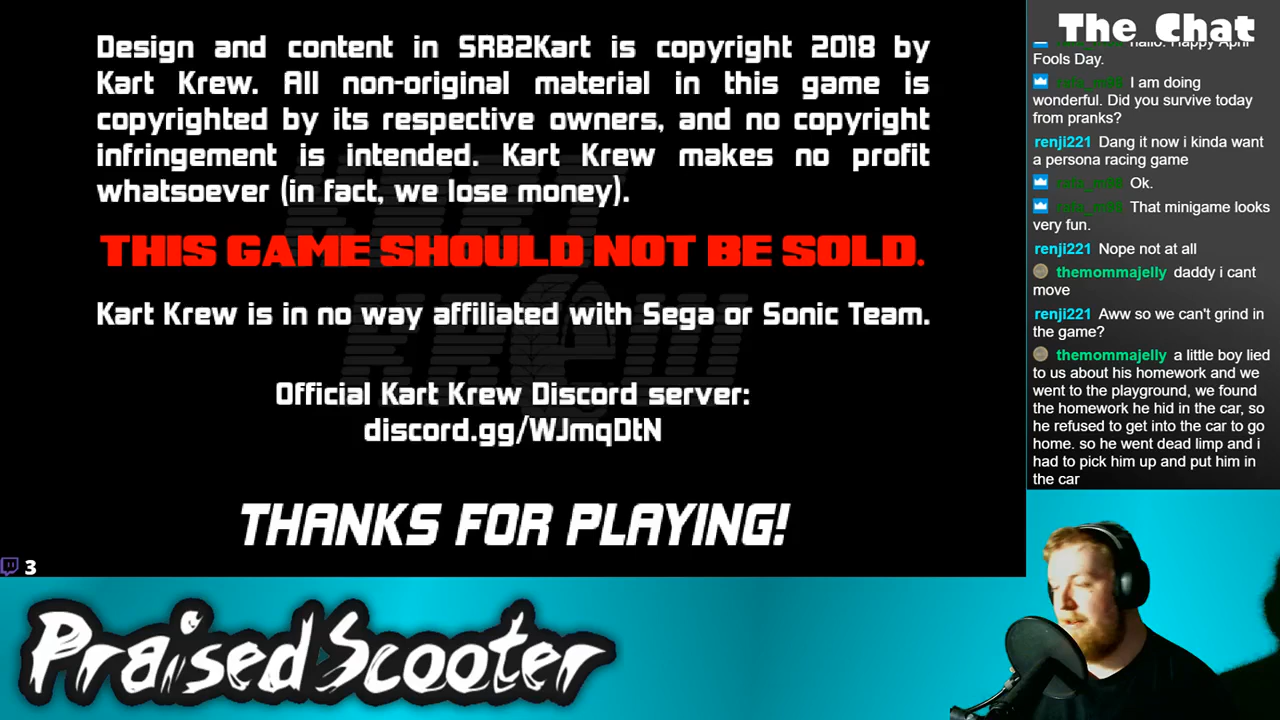 Design and content in SRB2Kart is copyright 2018 by
Kart Krew. All non-original material in this game is
copyrighted by its respective owners, and no copyright
infringement is intended. Kart Krew makes no profit
whatsoever (in fact, we lose money).
THIS GAME SHOULD NOT BE SOLD.
Kart Krew is in no way affiliated with Sega or Sonic Team.
Official Kart Krew Discord server:
discord.gg/WJmqDtN
THANKS FOR PLAYING!
3
PraisedScooter
The Chat
Fools Day.
I am doing
wonderful. Did you survive today
from pranks?
renji221 Dang it now i kinda want
a persona racing game
Ok.
That minigame looks
very fun.
renji221 Nope not at all
themommajelly daddy i cant
move
renji221 Aww so we can't grind in
the game?
themommajelly a little boy lied
to us about his homework and we
went to the playground, we found
the homework he hid in the car, so
he refused to get into the car to go
home. so he went dead limp and i
had to pick him up and put him in
the car